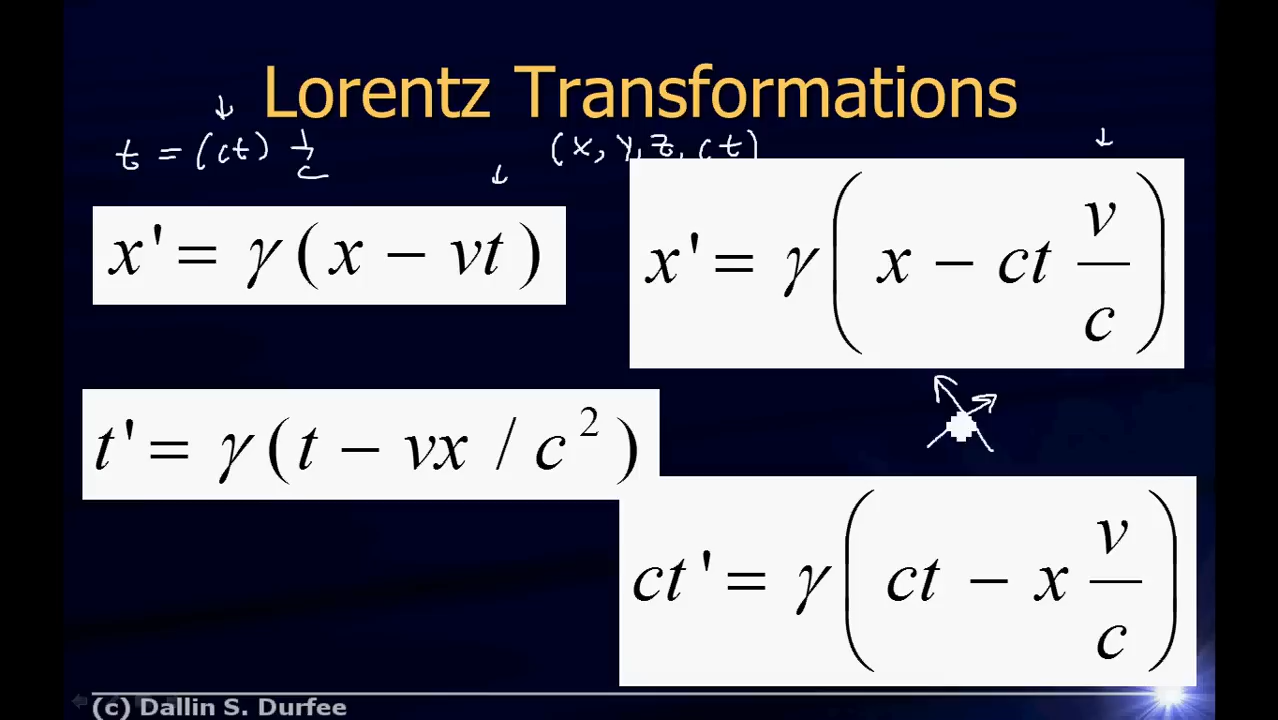 Lorentz Transformations
t = (ct) 1/c
(x, y, z, ct)
x' = γ(x − vt)
x' = γ(x − ct v/c)
t' = γ(t − vx / c²)
ct' = γ(ct − x v/c)
(c) Dallin S. Durfee